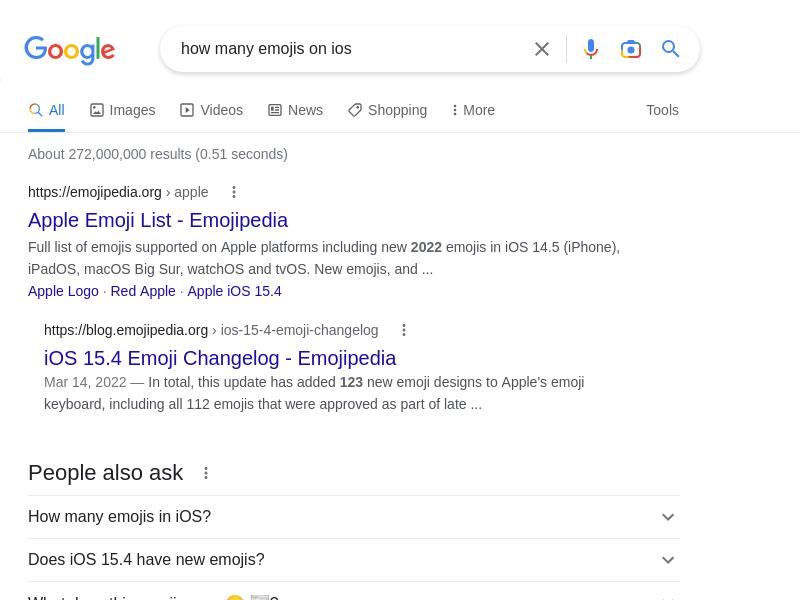 Google
how many emojis on ios
All
Images
Videos
News
Shopping
More
Tools
About 272,000,000 results (0.51 seconds)
https://emojipedia.org › apple
Apple Emoji List - Emojipedia
Full list of emojis supported on Apple platforms including new 2022 emojis in iOS 14.5 (iPhone),
iPadOS, macOS Big Sur, watchOS and tvOS. New emojis, and ...
Apple Logo · Red Apple · Apple iOS 15.4
https://blog.emojipedia.org › ios-15-4-emoji-changelog
iOS 15.4 Emoji Changelog - Emojipedia
Mar 14, 2022 — In total, this update has added 123 new emoji designs to Apple's emoji
keyboard, including all 112 emojis that were approved as part of late ...
People also ask
How many emojis in iOS?
Does iOS 15.4 have new emojis?